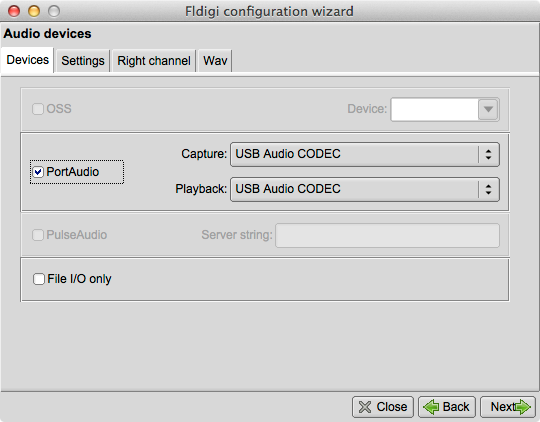 Fldigi configuration wizard
Audio devices
Devices Settings Right channel Wav
OSS Device:
Capture: USB Audio CODEC
PortAudio
Playback: USB Audio CODEC
PulseAudio Server string:
File I/O only
Close Back Next